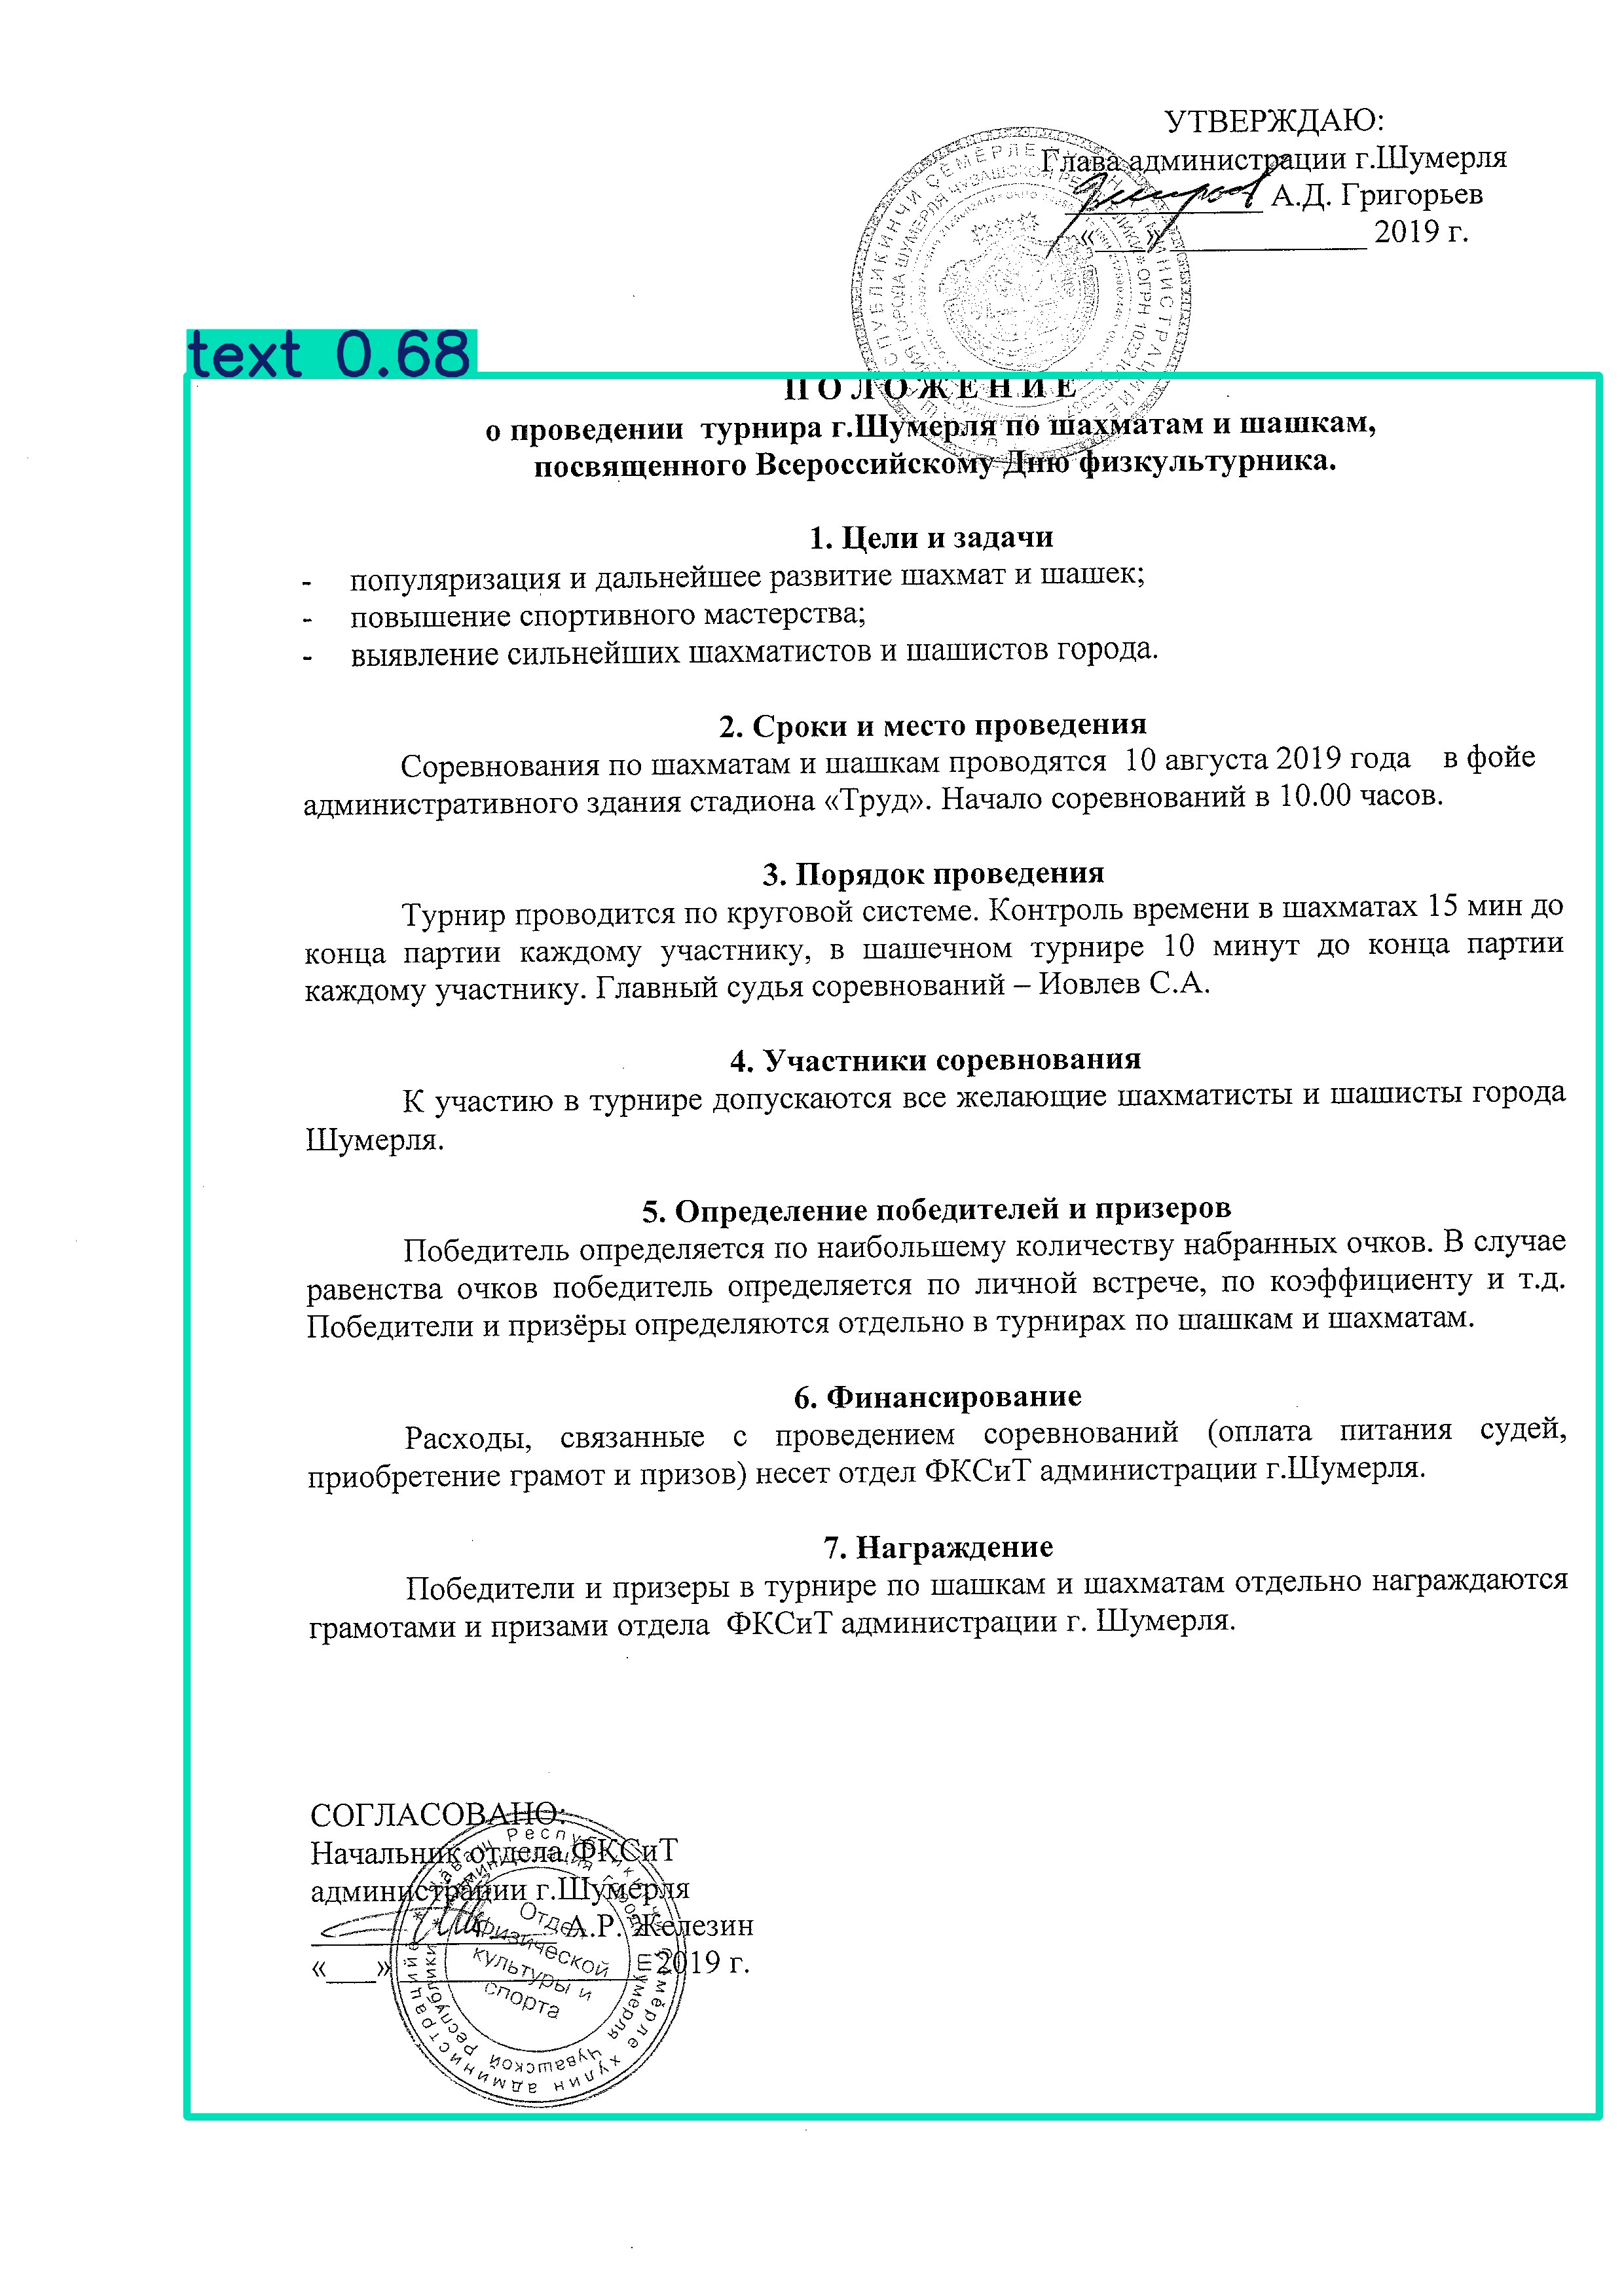 УТВЕРЖДАЮ:
Глава администрации г.Шумерля
____________ А.Д. Григорьев
«___» ____________ 2019 г.
text 0.68
П О Л О Ж Е Н И Е
о проведении турнира г.Шумерля по шахматам и шашкам,
посвященного Всероссийскому Дню физкультурника.
1. Цели и задачи
- популяризация и дальнейшее развитие шахмат и шашек;
- повышение спортивного мастерства;
- выявление сильнейших шахматистов и шашистов города.
2. Сроки и место проведения
Соревнования по шахматам и шашкам проводятся 10 августа 2019 года в фойе
административного здания стадиона «Труд». Начало соревнований в 10.00 часов.
3. Порядок проведения
Турнир проводится по круговой системе. Контроль времени в шахматах 15 мин до
конца партии каждому участнику, в шашечном турнире 10 минут до конца партии
каждому участнику. Главный судья соревнований – Иовлев С.А.
4. Участники соревнования
К участию в турнире допускаются все желающие шахматисты и шашисты города
Шумерля.
5. Определение победителей и призеров
Победитель определяется по наибольшему количеству набранных очков. В случае
равенства очков победитель определяется по личной встрече, по коэффициенту и т.д.
Победители и призёры определяются отдельно в турнирах по шашкам и шахматам.
6. Финансирование
Расходы, связанные с проведением соревнований (оплата питания судей,
приобретение грамот и призов) несет отдел ФКСиТ администрации г.Шумерля.
7. Награждение
Победители и призеры в турнире по шашкам и шахматам отдельно награждаются
грамотами и призами отдела ФКСиТ администрации г. Шумерля.
СОГЛАСОВАНО:
Начальник отдела ФКСиТ
администрации г.Шумерля
_______________ А.Р. Железин
«___» _______________ 2019 г.
Отдел
физической
культуры и
спорта